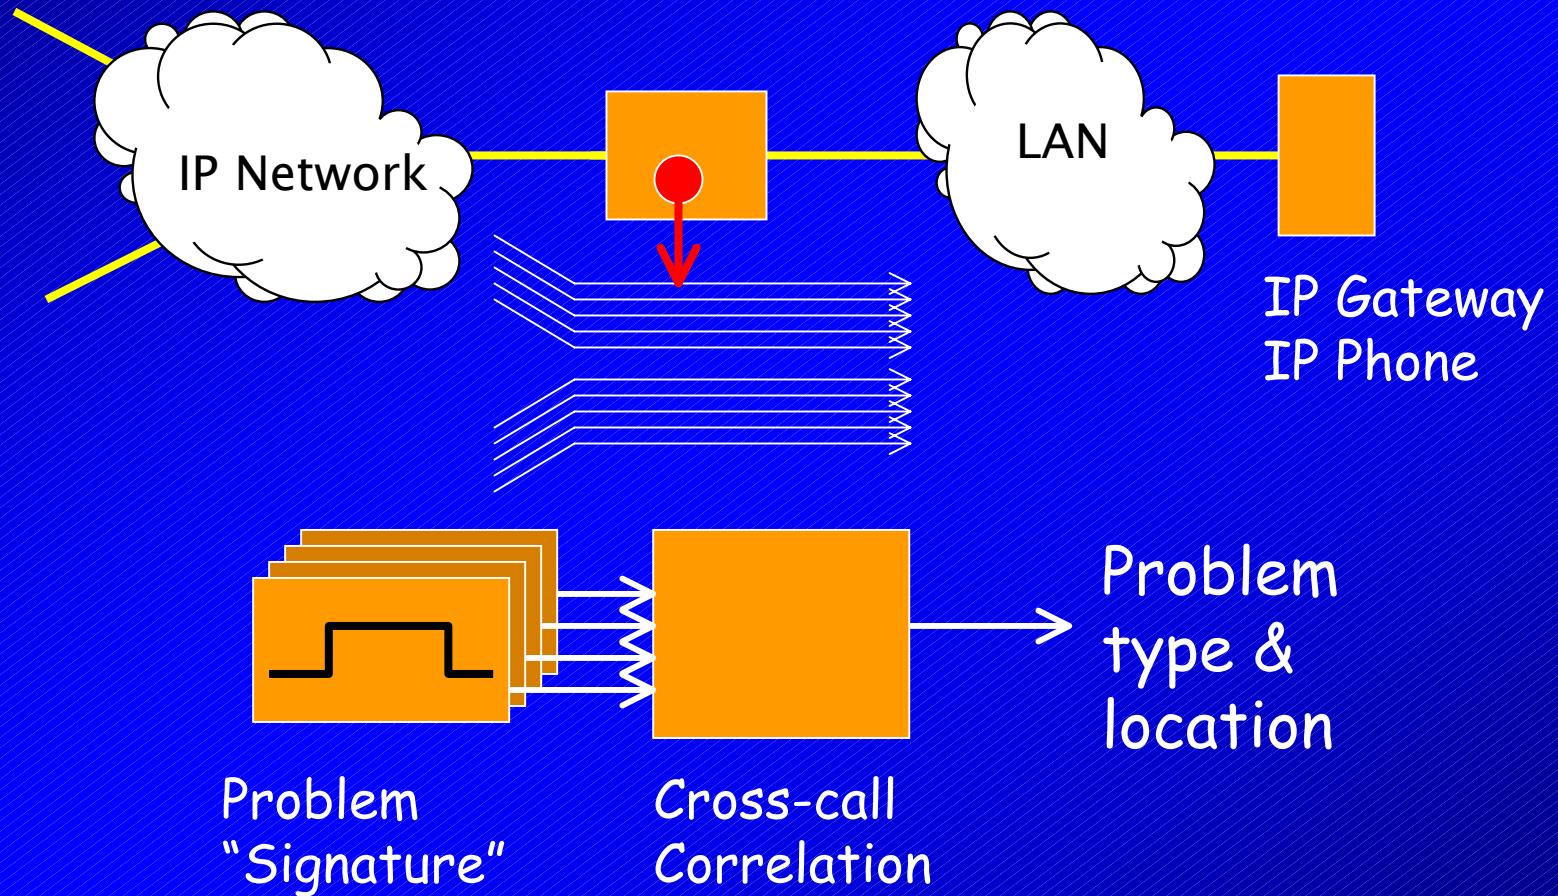 IP Network
LAN
IP Gateway
IP Phone
Problem
type &
location
Problem
“Signature”
Cross-call
Correlation